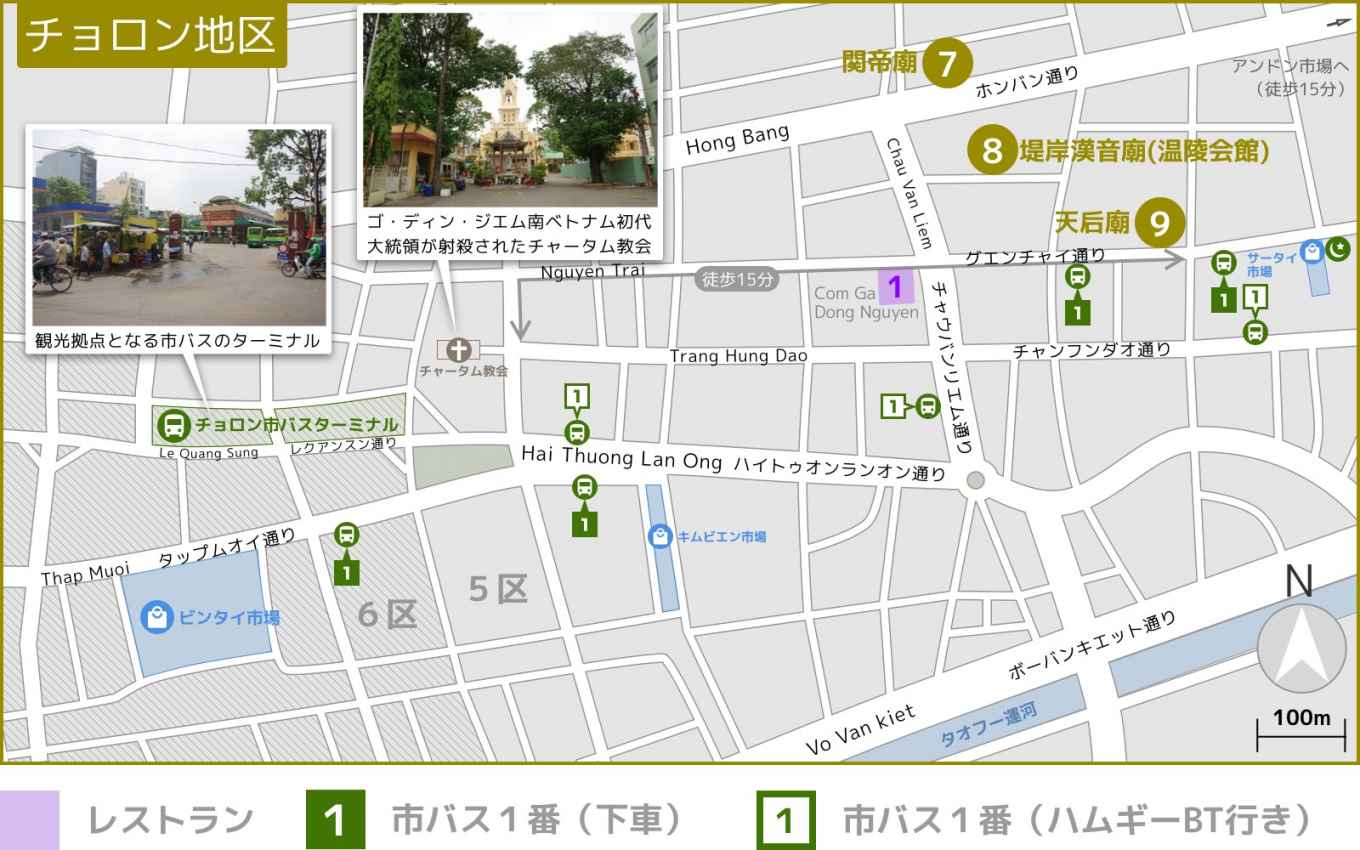 チョロン地区
ゴ・ディン・ジエム南ベトナム初代
大統領が射殺されたチャータム教会
観光拠点となる市バスのターミナル
関帝廟 7
ホンバン通り
アンドン市場へ
（徒歩15分）
Hong Bang
Chau Van Liem
8 堤岸漢音廟(温陵会館)
天后廟 9
Nguyen Trai
グエンチャイ通り
徒歩15分
サータイ
市場
Com Ga
Dong Nguyen
1
1
1
1
チャウバンリエム通り
チャータム教会
Trang Hung Dao
チャンフンダオ通り
1
1
チョロン市バスターミナル
Le Quang Sung
レクアンスン通り
Hai Thuong Lan Ong
ハイトゥオンランオン通り
1
1
キムビエン市場
Thap Muoi
タップムオイ通り
ビンタイ市場
6区
5区
N
ボーバンキエット通り
Vo Van kiet
タオフー運河
100m
レストラン
1 市バス１番（下車）
1 市バス１番（ハムギーBT行き）